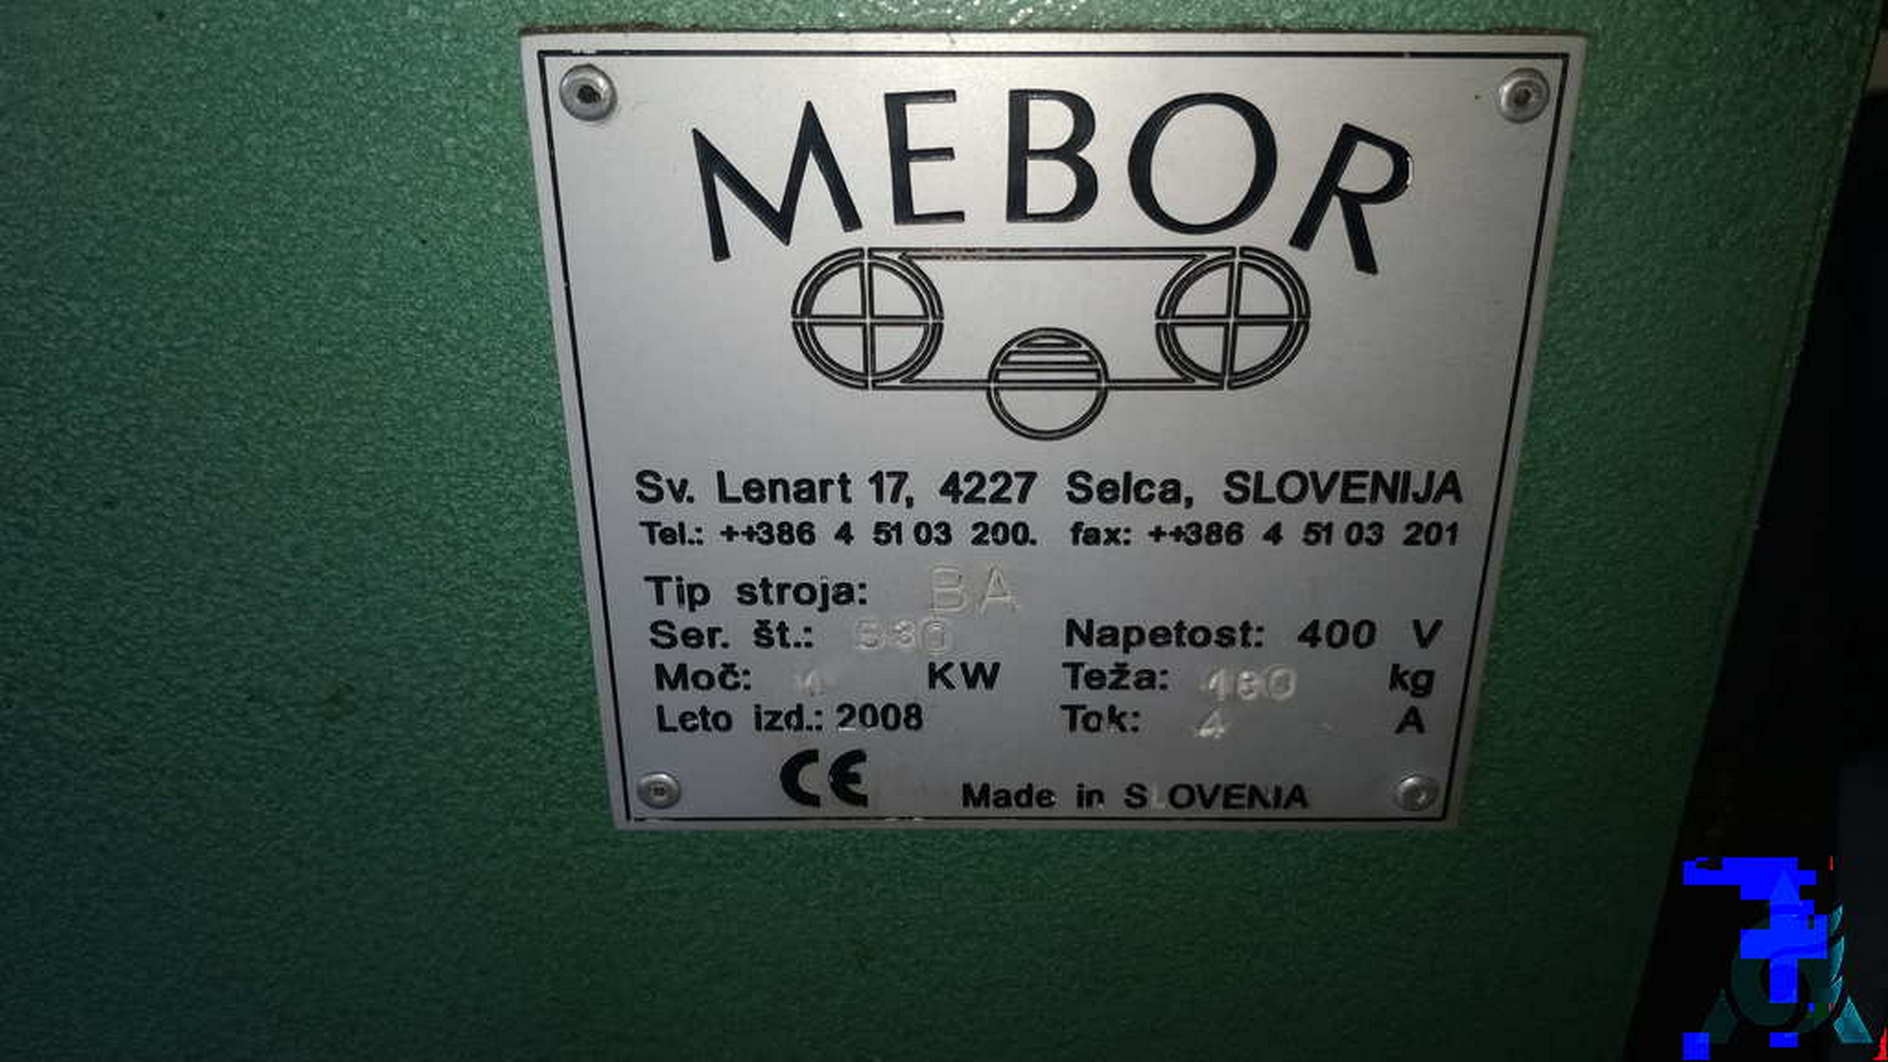 MEBOR
Sv. Lenart 17, 4227 Selca, SLOVENIJA
Tel.: ++386 4 51 03 200. fax: ++386 4 51 03 201
Tip stroja: BA
Ser. št.: 530 Napetost: 400 V
Moč: KW Teža: kg
Leto izd.: 2008 Tok: 4 A
CE Made in SLOVENIA